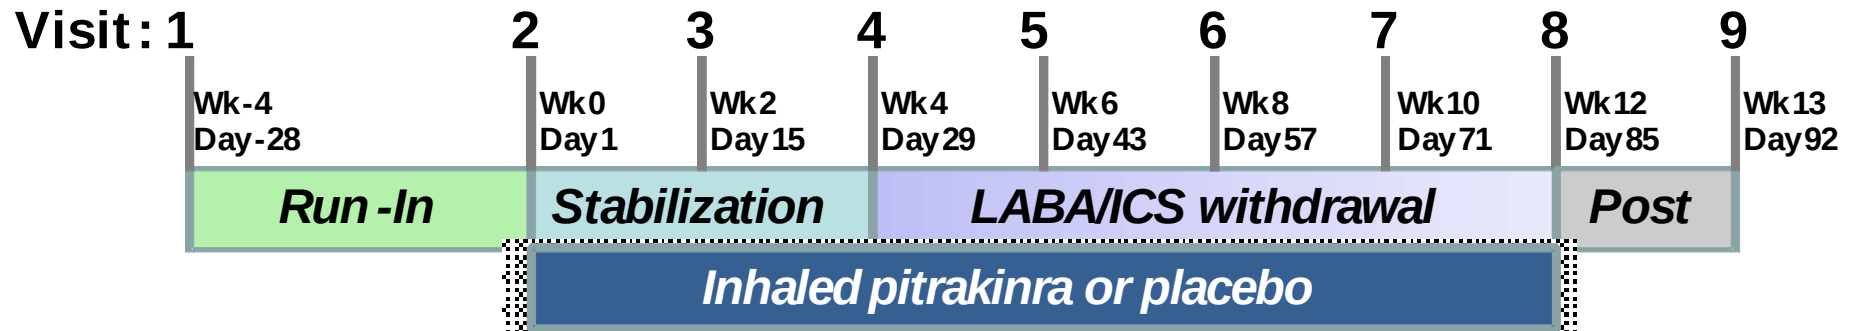 Visit: 1 2 3 4 5 6 7 8 9
Wk-4 Wk0 Wk2 Wk4 Wk6 Wk8 Wk10 Wk12 Wk13
Day-28 Day1 Day15 Day29 Day43 Day57 Day71 Day85 Day92
Run-In Stabilization LABA/ICS withdrawal Post
Inhaled pitrakinra or placebo